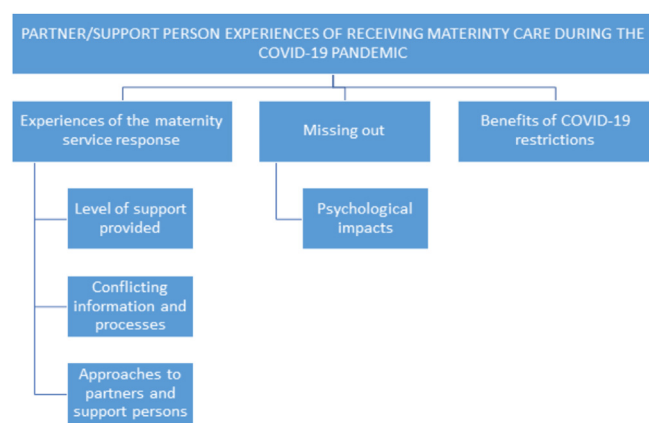 PARTNER/SUPPORT PERSON EXPERIENCES OF RECEIVING MATERINTY CARE DURING THE
COVID-19 PANDEMIC
Experiences of the maternity
service response
Missing out
Benefits of COVID-19
restrictions
Level of support
provided
Psychological
impacts
Conflicting
information and
processes
Approaches to
partners and
support persons